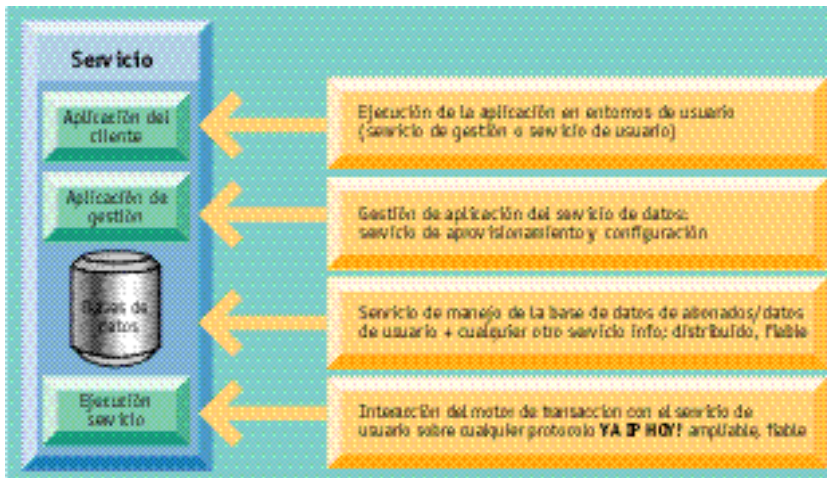 Servicio
Aplicación del
cliente
Ejecución de la aplicación en entornos de usuario
(servicio de gestión o servicio de usuario)
Aplicación de
gestión
Gestión de aplicación del servicio de datos:
servicio de aprovisionamiento y configuración
Bases de
datos
Servicio de manejo de la base de datos de abonados/datos
de usuario + cualquier otro servicio info; distribuido, fiable
Ejecución
servicio
Interacción del motor de transaccion con el servicio de
usuario sobre cualquier protocolo YA IP HOY! ampliable, fiable